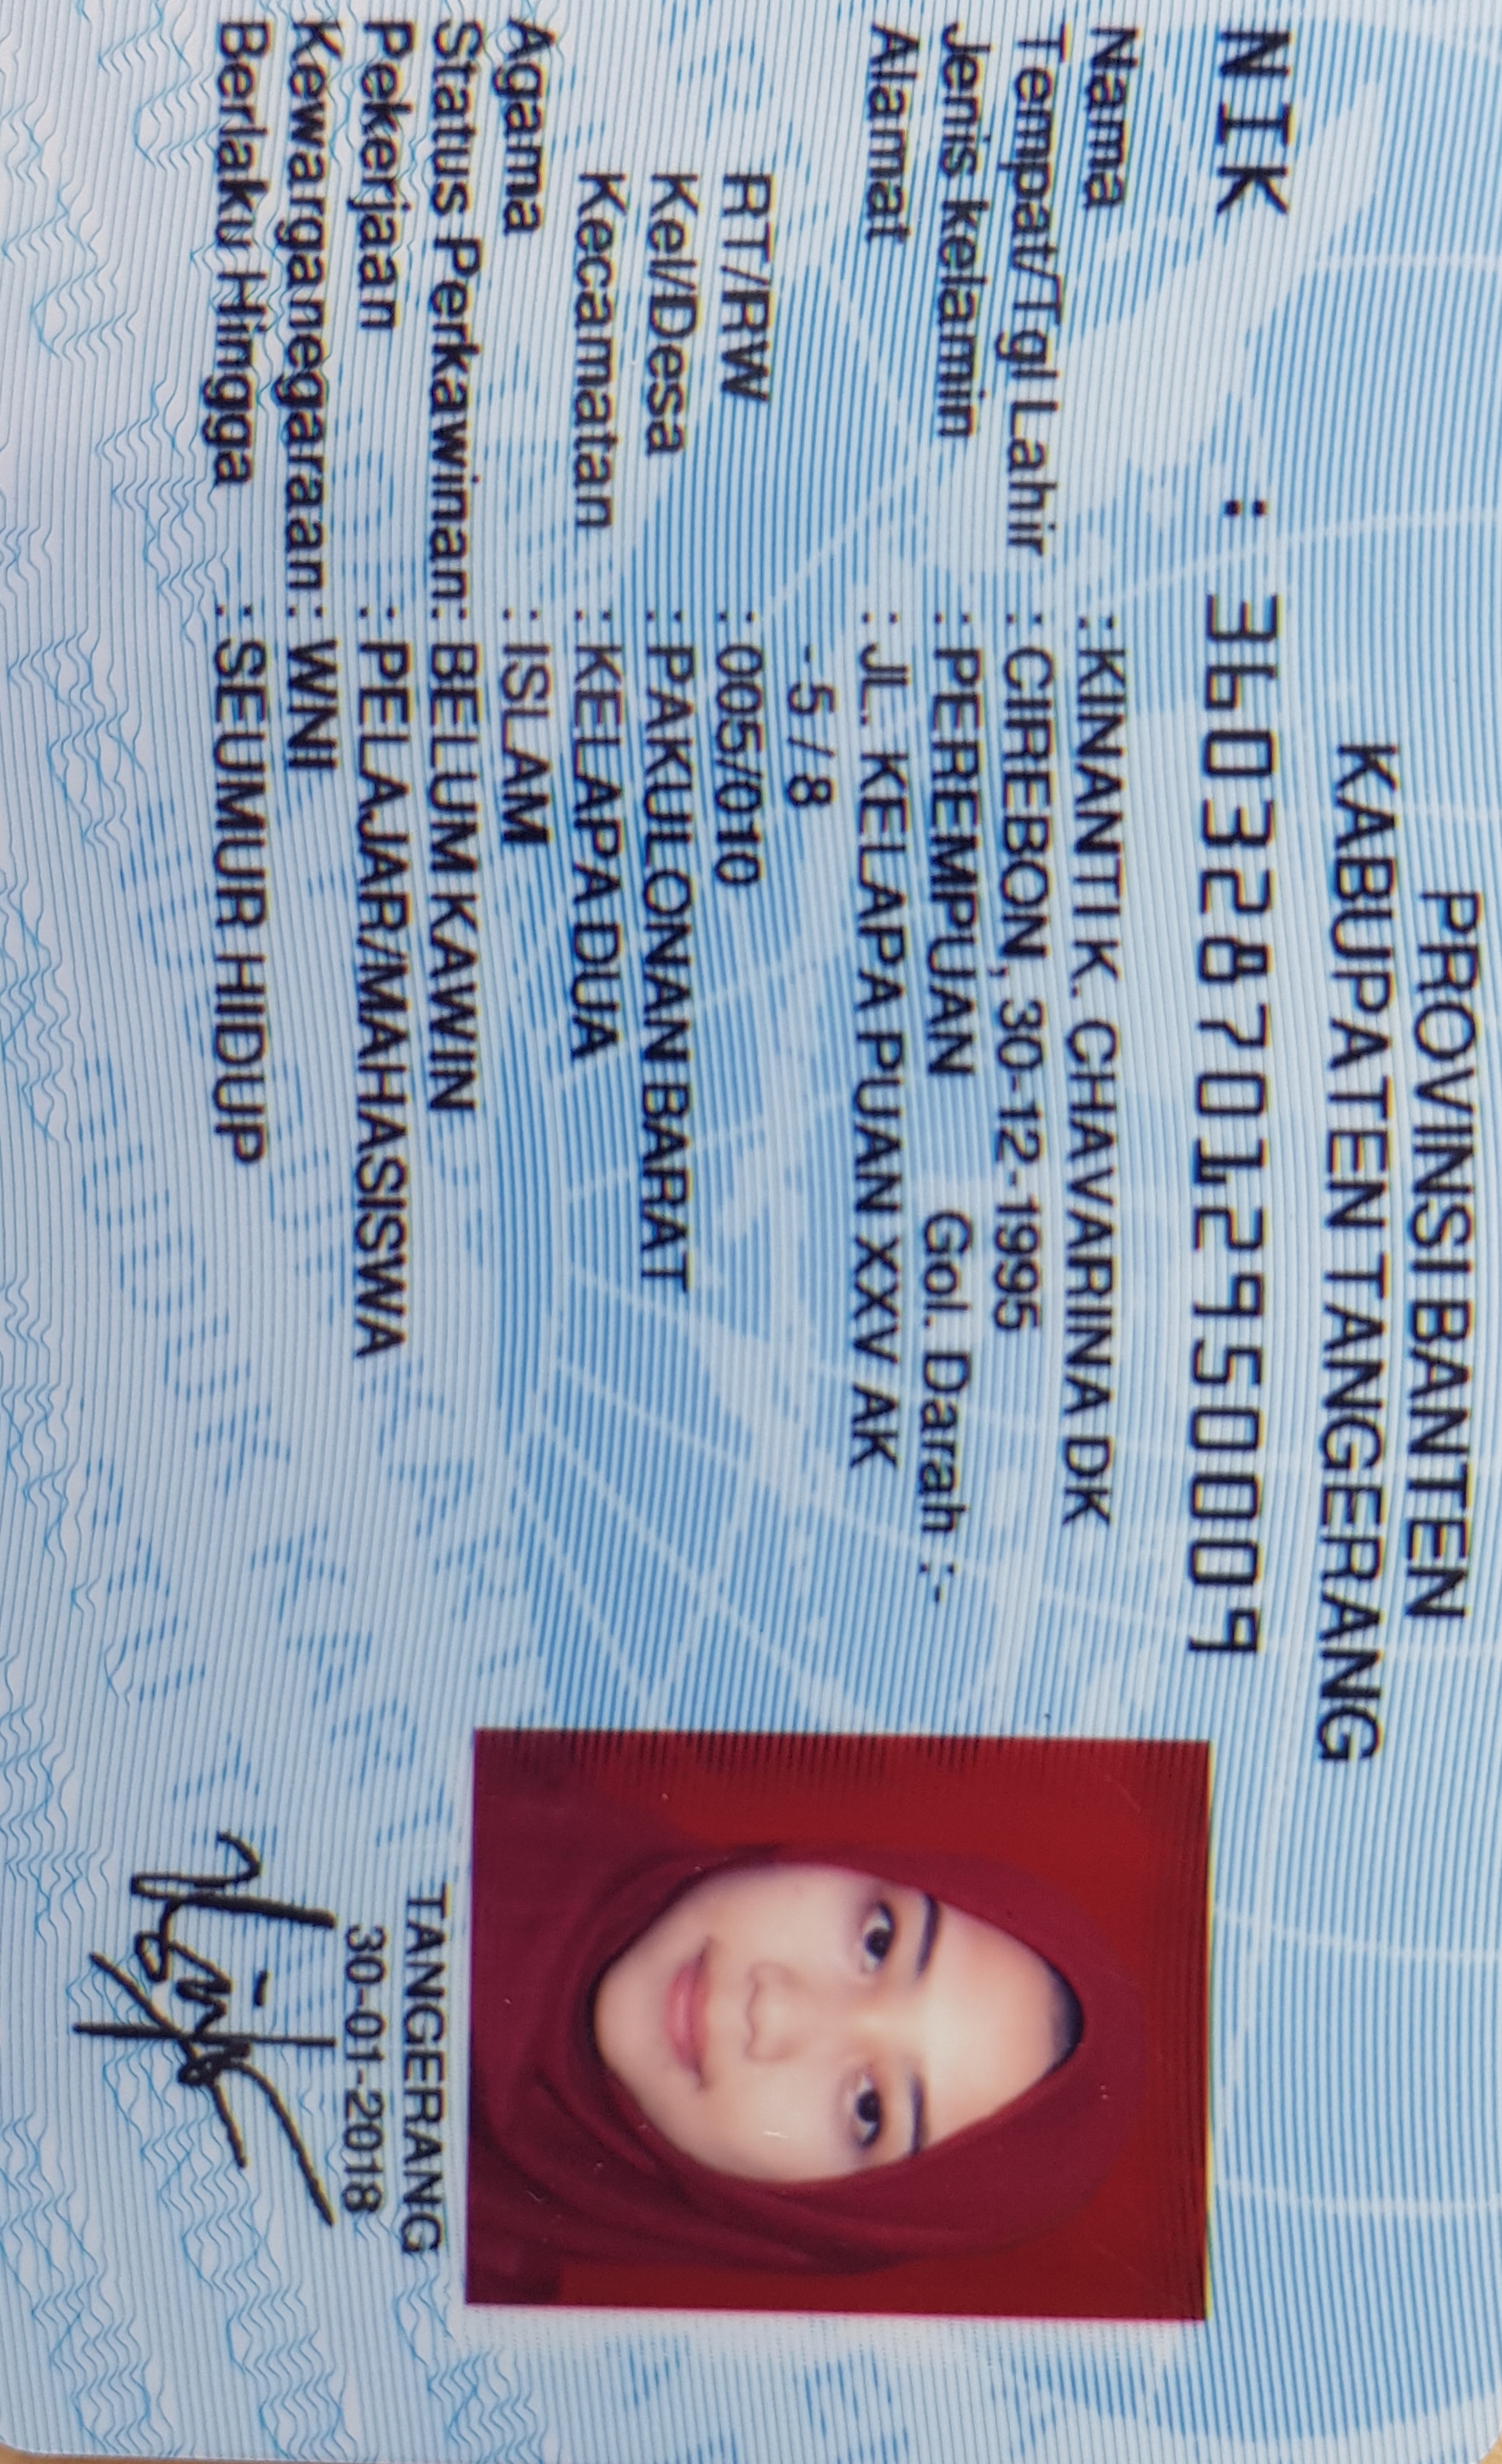 PROVINSI BANTEN
KABUPATEN TANGERANG
NIK : 3603287012950009
Nama : KINANTI K. CHAVARINA DK
Tempat/Tgl Lahir : CIREBON, 30-12-1995
Jenis kelamin : PEREMPUAN Gol. Darah :-
Alamat : JL. KELAPA PUAN XXV AK
-5 / 8
RT/RW : 005/010
Kel/Desa : PAKULONAN BARAT
Kecamatan : KELAPA DUA
Agama : ISLAM
Status Perkawinan: BELUM KAWIN
Pekerjaan : PELAJAR/MAHASISWA
Kewarganegaraan: WNI
Berlaku Hingga : SEUMUR HIDUP
TANGERANG
30-01-2018